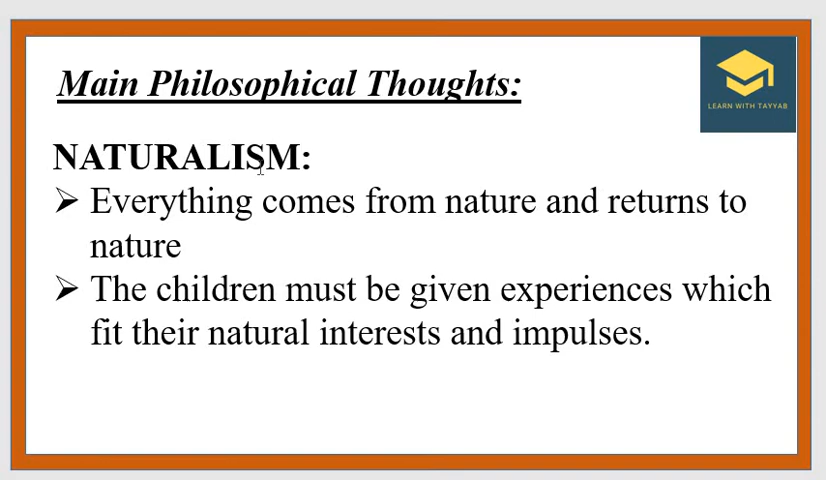 Main Philosophical Thoughts:
LEARN WITH TAYYAB
NATURALISM:
➢ Everything comes from nature and returns to
nature
➢ The children must be given experiences which
fit their natural interests and impulses.